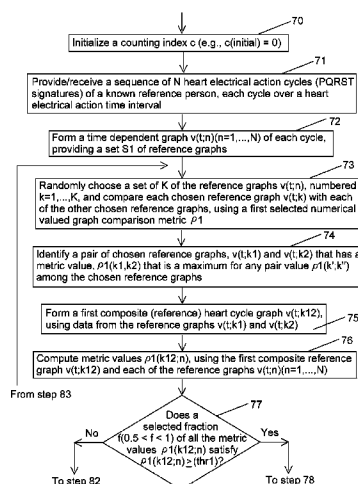 70
Initialize a counting index c (e.g., c(initial) = 0)
71
Provide/receive a sequence of N heart electrical action cycles (PQRST
signatures) of a known reference person, each cycle over a heart
electrical action time interval
72
Form a time dependent graph v(t;n)(n=1,...,N) of each cycle,
providing a set S1 of reference graphs
73
Randomly choose a set of K of the reference graphs v(t;n), numbered
k=1,...,K, and compare each chosen reference graph v(t;k) with each
of the other chosen reference graphs, using a first selected numerical
valued graph comparison metric ρ1
74
Identify a pair of chosen reference graphs, v(t;k1) and v(t;k2) that has a
metric value, ρ1(k1,k2) that is a maximum for any pair value ρ1(k',k'')
among the chosen reference graphs
Form a first composite (reference) heart cycle graph v(t;k12),
using data from the reference graphs v(t;k1) and v(t;k2)
75
76
Compute metric values ρ1(k12;n), using the first composite reference
graph v(t;k12) and each of the reference graphs v(t;n)(n=1,...,N)
From step 83
77
Does a
selected fraction
f(0.5 < f < 1) of all the metric
values ρ1(k12;n) satisfy
ρ1(k12;n) ≥ (thr1)?
No
Yes
To step 82
To step 78